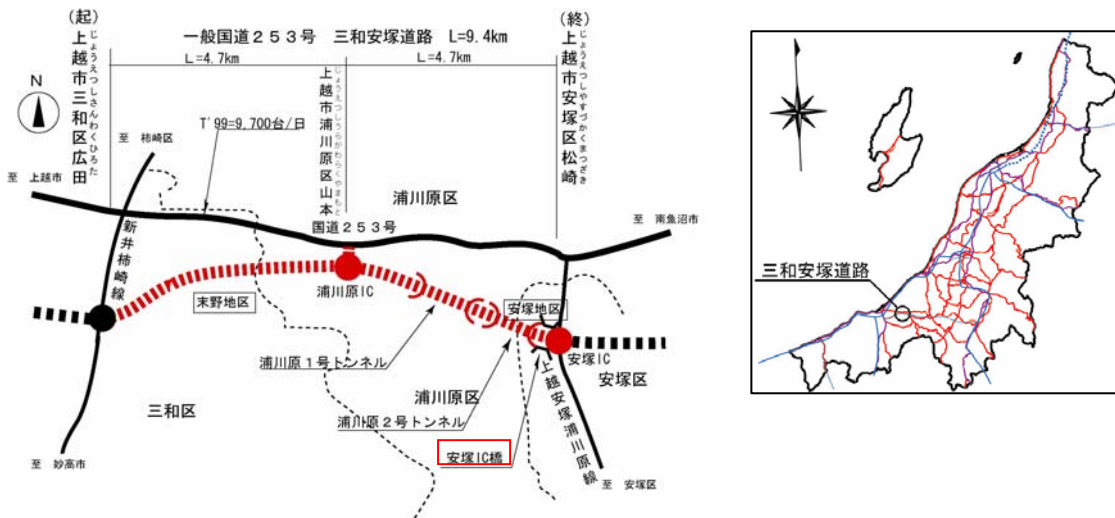 (起)
上越市三和区広田
じょうえつしさんわくひろた
一般国道253号 三和安塚道路 L=9.4km
L=4.7km
L=4.7km
(終)
上越市安塚区松崎
じょうえつしやすづかくまつざき
N
上越市浦川原区山本
じょうえつしうらがわらくやまもと
T'99=9,700台/日
至 柿崎区
至 上越市
新井柿崎線
国道253号
浦川原区
至 南魚沼市
末野地区
浦川原IC
安塚地区
安塚IC
浦川原1号トンネル
浦川原区
安塚区
三和区
浦川原2号トンネル
上越安塚浦川原線
安塚IC橋
至 妙高市
至 安塚区
三和安塚道路